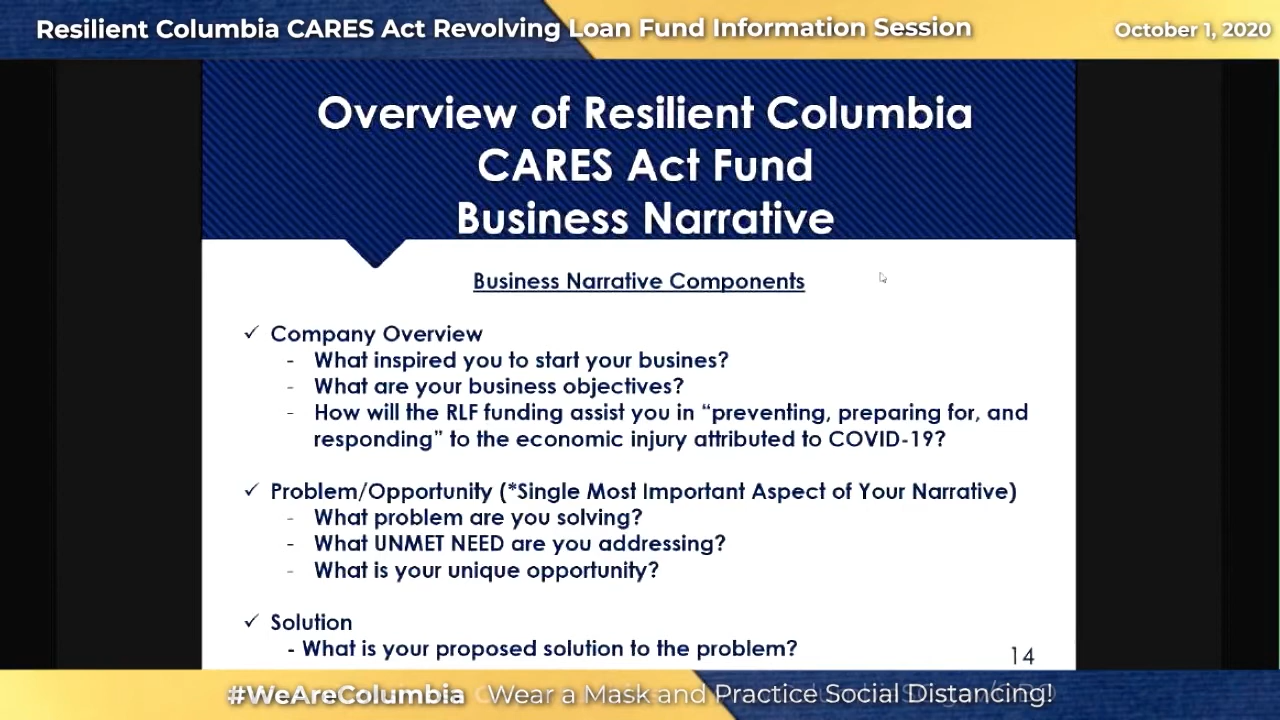 Resilient Columbia CARES Act Revolving Loan Fund Information Session
October 1, 2020
Overview of Resilient Columbia
CARES Act Fund
Business Narrative
Business Narrative Components
✓ Company Overview
- What inspired you to start your busines?
- What are your business objectives?
- How will the RLF funding assist you in “preventing, preparing for, and
responding” to the economic injury attributed to COVID-19?
✓ Problem/Opportunity (*Single Most Important Aspect of Your Narrative)
- What problem are you solving?
- What UNMET NEED are you addressing?
- What is your unique opportunity?
✓ Solution
- What is your proposed solution to the problem?
14
#WeAreColumbia Wear a Mask and Practice Social Distancing!